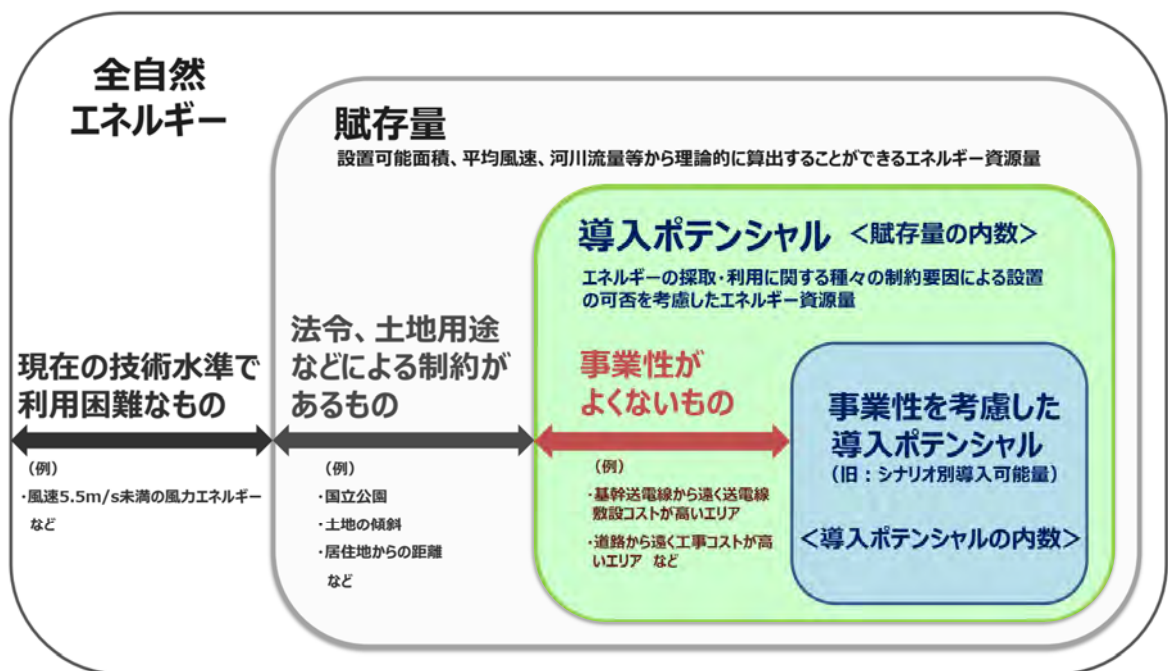 全自然
エネルギー
賦存量
設置可能面積、平均風速、河川流量等から理論的に算出することができるエネルギー資源量
導入ポテンシャル <賦存量の内数>
エネルギーの採取・利用に関する種々の制約要因による設置
の可否を考慮したエネルギー資源量
現在の技術水準で
利用困難なもの
(例)
・風速5.5m/s未満の風力エネルギー
など
法令、土地用途
などによる制約が
あるもの
(例)
・国立公園
・土地の傾斜
・居住地からの距離
など
事業性が
よくないもの
(例)
・基幹送電線から遠く送電線
敷設コストが高いエリア
・道路から遠く工事コストが高
いエリア など
事業性を考慮した
導入ポテンシャル
(旧:シナリオ別導入可能量)
<導入ポテンシャルの内数>